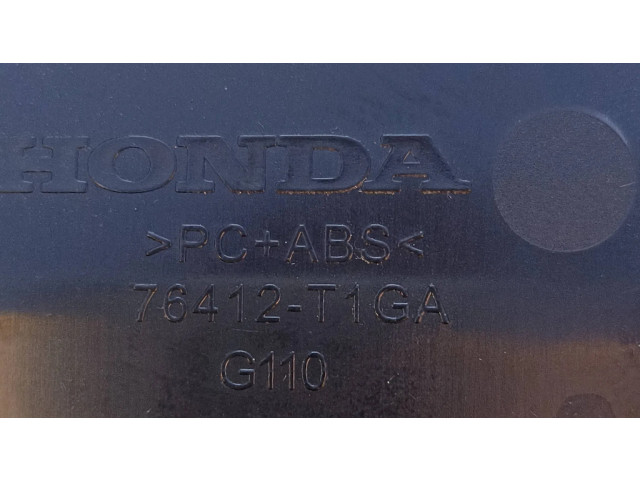 HONDA
>PC+ABS<
76412-T1GA
G110